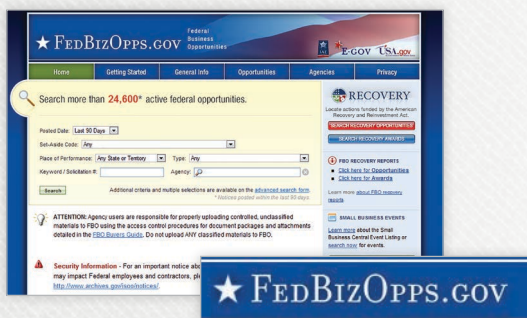 ★ FEDBIZOPPS.GOV
Federal
Business
Opportunities
E-GOV USA.gov
Home Getting Started General Info Opportunities Agencies Privacy
Search more than 24,600* active federal opportunities.
Posted Date: Last 90 Days
Set-Aside Code: Any
Place of Performance: Any State or Territory Type: Any
Keyword / Solicitation #: Agency:
Search Additional criteria and multiple selections are available on the advanced search form.
* Notices posted within the last 90 days
ATTENTION: Agency users are responsible for properly uploading controlled, unclassified
materials to FBO using the access control procedures for document packages and attachments
detailed in the FBO Buyers Guide. Do not upload ANY classified materials to FBO.
Security Information - For an important notice abo
may impact Federal employees and contractors, pl
http://www.archives.gov/isoo/notices/.
RECOVERY
Locate actions funded by the American
Recovery and Reinvestment Act.
SEARCH RECOVERY OPPORTUNITIES
SEARCH RECOVERY AWARDS
FBO RECOVERY REPORTS
Click here for Opportunities
Click here for Awards
Learn more about FBO recovery
reports.
SMALL BUSINESS EVENTS
Learn more about the Small
Business Central Event Listing or
search now for events.
★ FEDBIZOPPS.GOV